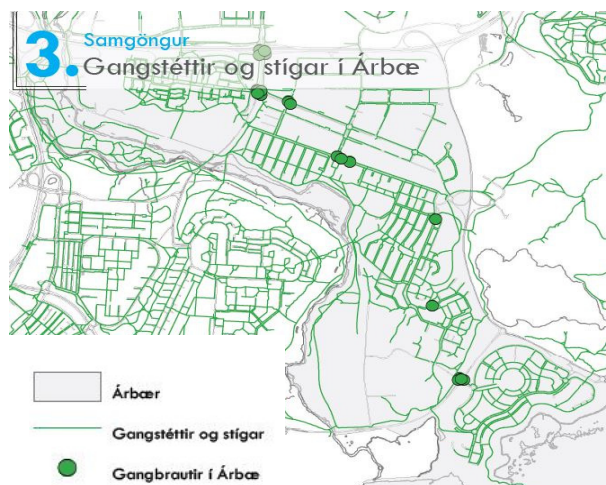 3. Samgöngur
Gangstéttir og stígar í Árbæ
Árbær
Gangstéttir og stígar
Gangbrautir í Árbæ